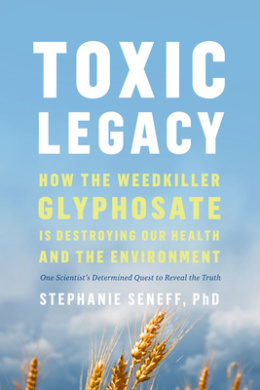 TOXIC
LEGACY
HOW THE WEEDKILLER
GLYPHOSATE
IS DESTROYING OUR HEALTH
AND THE ENVIRONMENT
One Scientist's Determined Quest to Reveal the Truth
STEPHANIE SENEFF, PhD